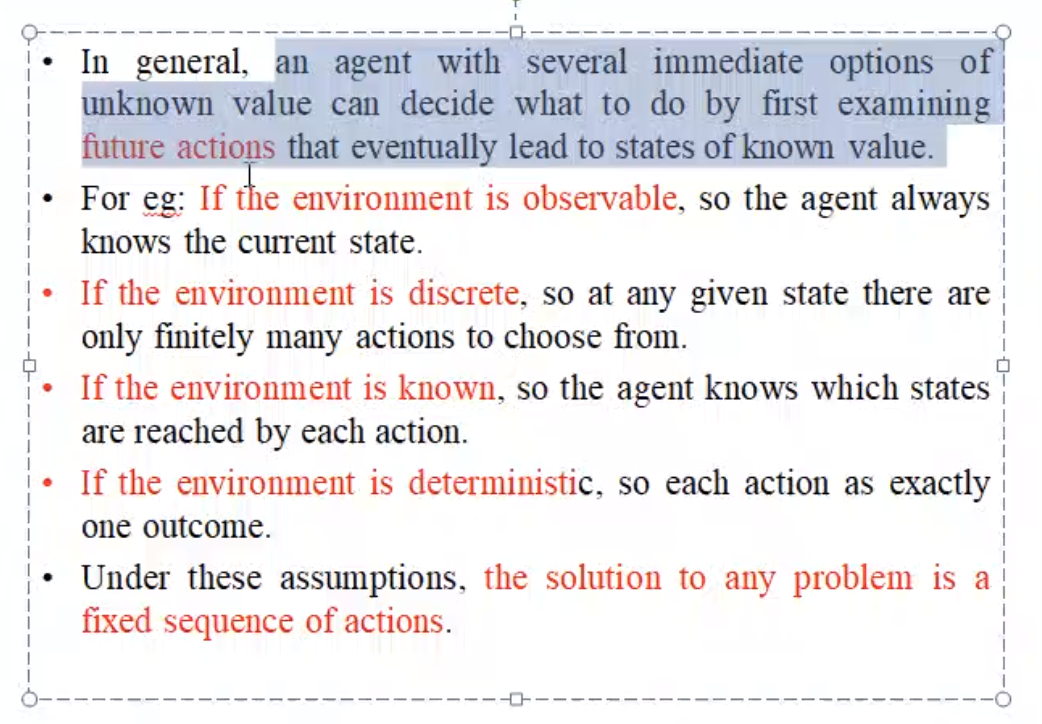 • In general, an agent with several immediate options of
unknown value can decide what to do by first examining
future actions that eventually lead to states of known value.
• For eg: If the environment is observable, so the agent always
knows the current state.
• If the environment is discrete, so at any given state there are
only finitely many actions to choose from.
• If the environment is known, so the agent knows which states
are reached by each action.
• If the environment is deterministic, so each action as exactly
one outcome.
• Under these assumptions, the solution to any problem is a
fixed sequence of actions.